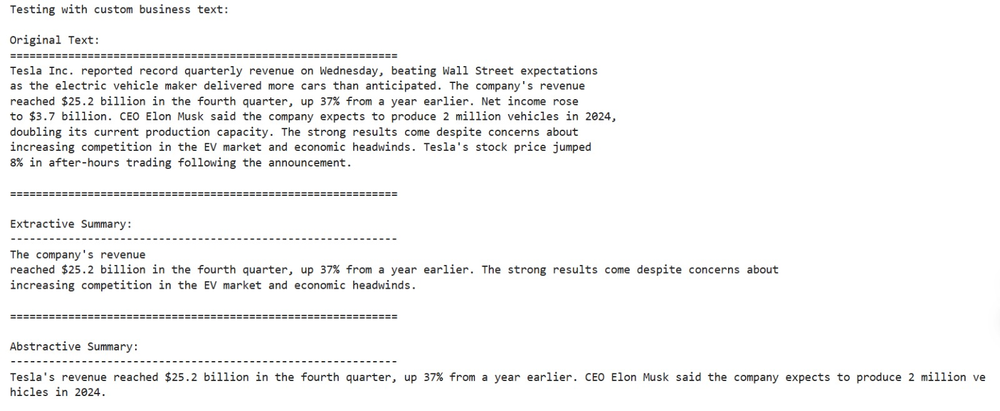 Testing with custom business text:
Original Text:
============================================================
Tesla Inc. reported record quarterly revenue on Wednesday, beating Wall Street expectations
as the electric vehicle maker delivered more cars than anticipated. The company's revenue
reached $25.2 billion in the fourth quarter, up 37% from a year earlier. Net income rose
to $3.7 billion. CEO Elon Musk said the company expects to produce 2 million vehicles in 2024,
doubling its current production capacity. The strong results come despite concerns about
increasing competition in the EV market and economic headwinds. Tesla's stock price jumped
8% in after-hours trading following the announcement.
============================================================
Extractive Summary:
------------------------------------------------------------
The company's revenue
reached $25.2 billion in the fourth quarter, up 37% from a year earlier. The strong results come despite concerns about
increasing competition in the EV market and economic headwinds.
============================================================
Abstractive Summary:
------------------------------------------------------------
Tesla's revenue reached $25.2 billion in the fourth quarter, up 37% from a year earlier. CEO Elon Musk said the company expects to produce 2 million ve
hicles in 2024.